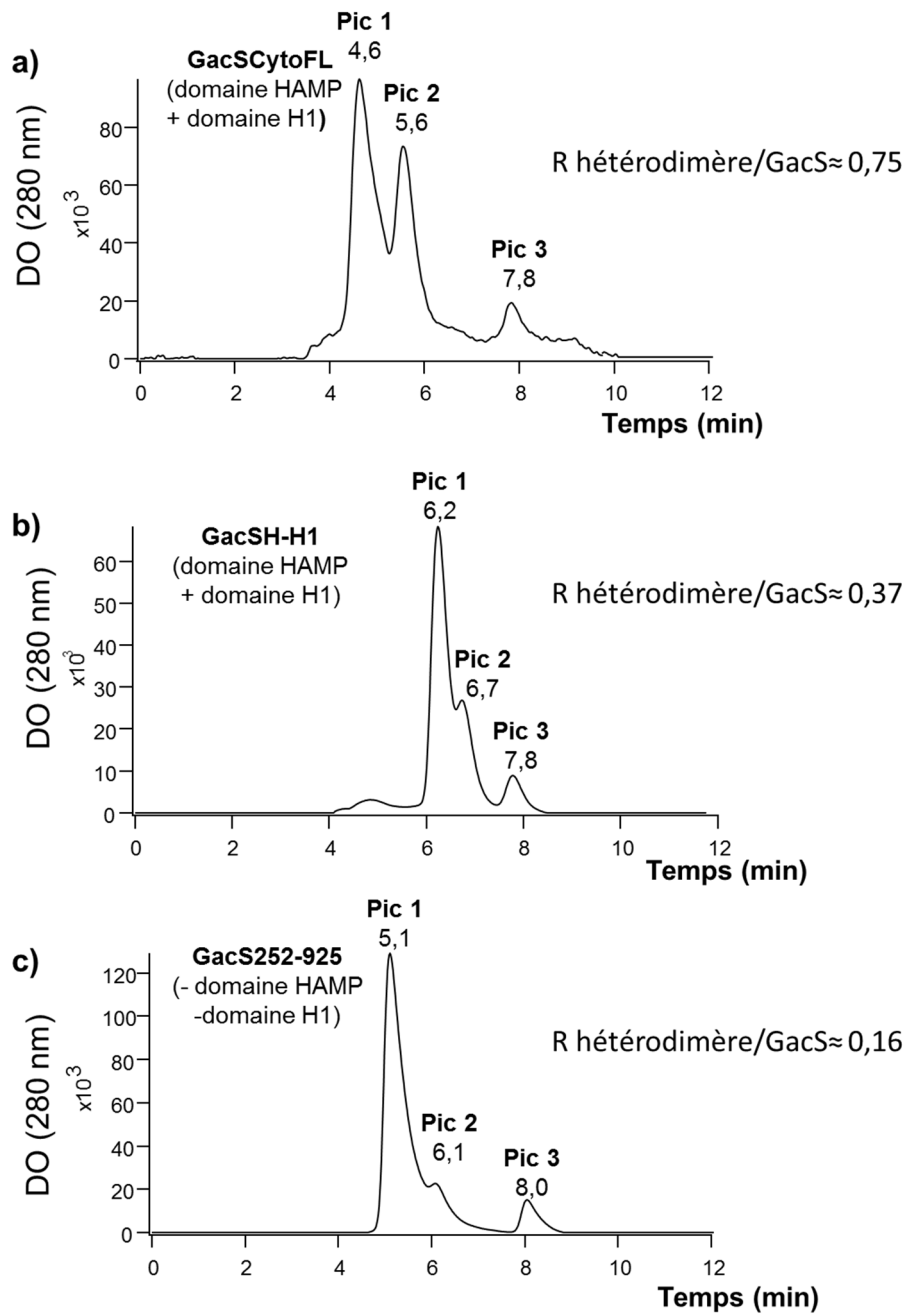 a)
GacSCytoFL
(domaine HAMP
+ domaine H1)
Pic 1
4,6
Pic 2
5,6
Pic 3
7,8
R hétérodimère/GacS≈ 0,75
DO (280 nm)
x10³
80
60
40
20
0
0 2 4 6 8 10 12
Temps (min)
b)
GacSH-H1
(domaine HAMP
+ domaine H1)
Pic 1
6,2
Pic 2
6,7
Pic 3
7,8
R hétérodimère/GacS≈ 0,37
DO (280 nm)
x10³
60
50
40
30
20
10
0
0 2 4 6 8 10 12
Temps (min)
c)
GacS252-925
(- domaine HAMP
-domaine H1)
Pic 1
5,1
Pic 2
6,1
Pic 3
8,0
R hétérodimère/GacS≈ 0,16
DO (280 nm)
x10³
120
100
80
60
40
20
0
0 2 4 6 8 10 12
Temps (min)